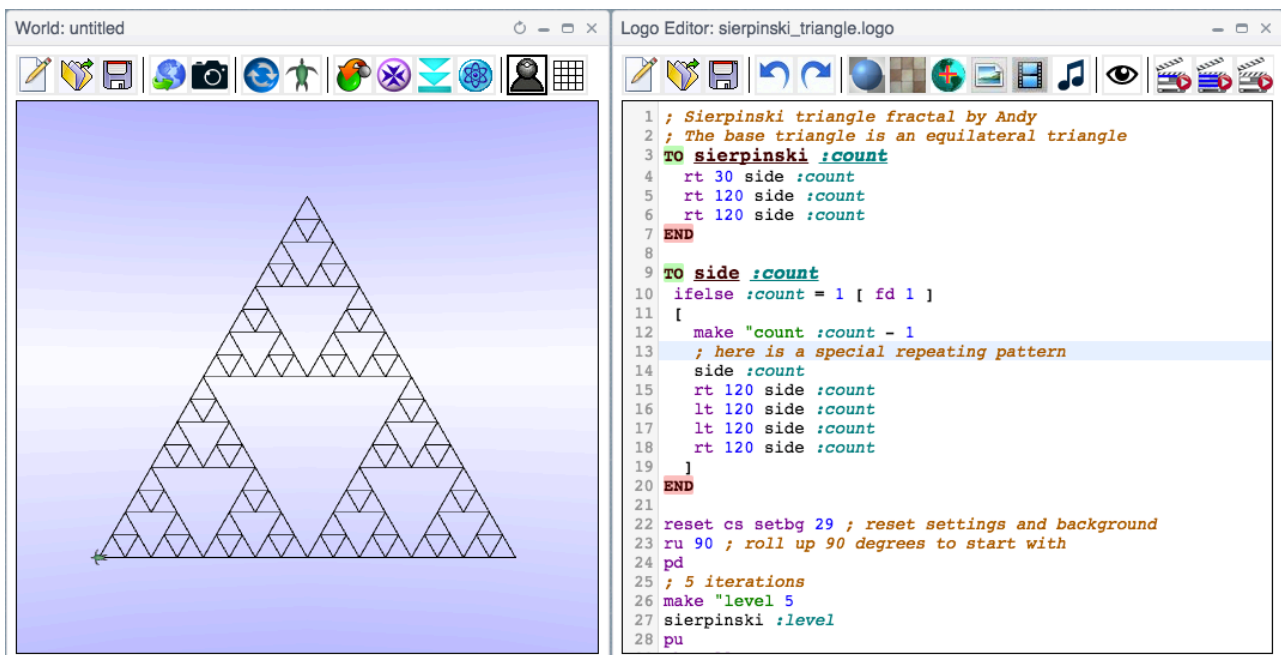 World: untitled
Logo Editor: sierpinski_triangle.logo
1 ; Sierpinski triangle fractal by Andy
2 ; The base triangle is an equilateral triangle
3 TO sierpinski :count
4 rt 30 side :count
5 rt 120 side :count
6 rt 120 side :count
7 END
8
9 TO side :count
10 ifelse :count = 1 [ fd 1 ]
11 [
12 make "count :count - 1
13 ; here is a special repeating pattern
14 side :count
15 rt 120 side :count
16 lt 120 side :count
17 lt 120 side :count
18 rt 120 side :count
19 ]
20 END
21
22 reset cs setbg 29 ; reset settings and background
23 ru 90 ; roll up 90 degrees to start with
24 pd
25 ; 5 iterations
26 make "level 5
27 sierpinski :level
28 pu